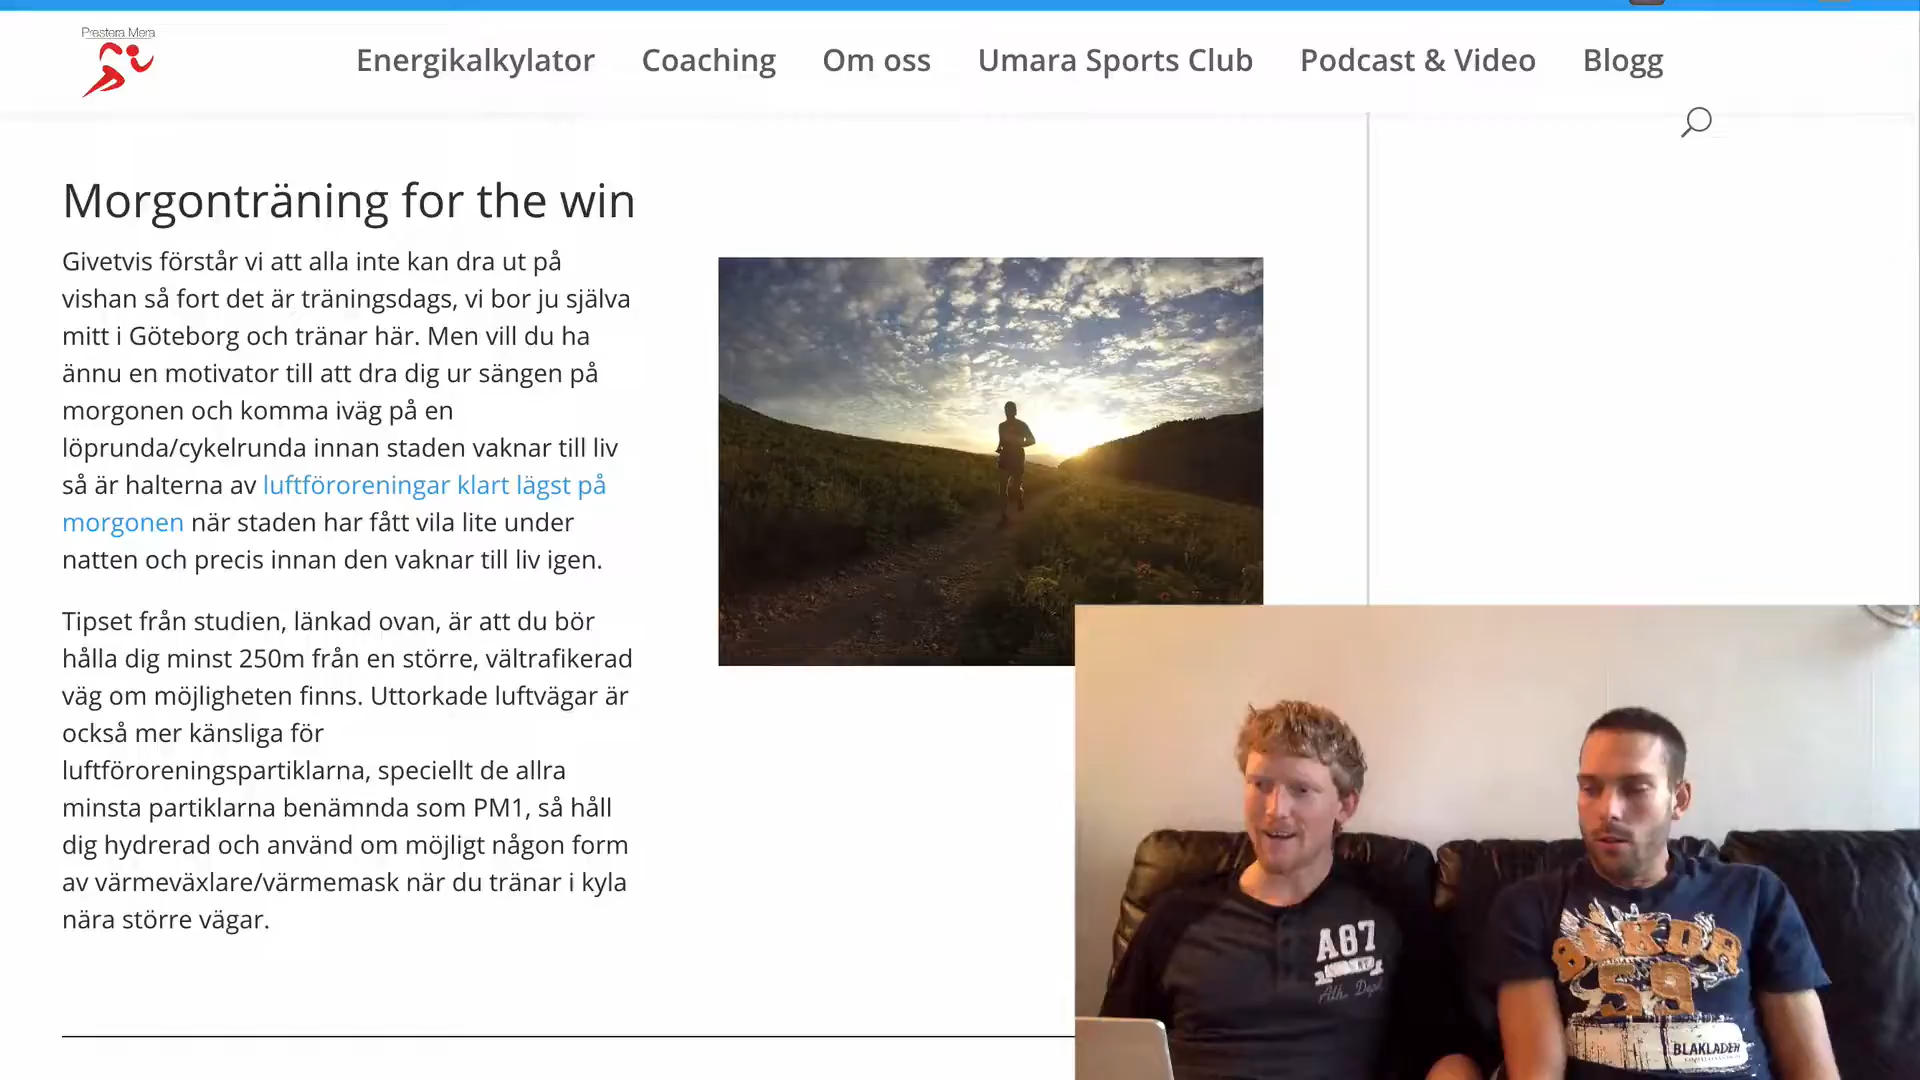 Prestera Mera
Energikalkylator Coaching Om oss Umara Sports Club Podcast & Video Blogg
Morgonträning for the win
Givetvis förstår vi att alla inte kan dra ut på
vishan så fort det är träningsdags, vi bor ju själva
mitt i Göteborg och tränar här. Men vill du ha
ännu en motivator till att dra dig ur sängen på
morgonen och komma iväg på en
löprunda/cykelrunda innan staden vaknar till liv
så är halterna av luftföroreningar klart lägst på
morgonen när staden har fått vila lite under
natten och precis innan den vaknar till liv igen.
Tipset från studien, länkad ovan, är att du bör
hålla dig minst 250m från en större, vältrafikerad
väg om möjligheten finns. Uttorkade luftvägar är
också mer känsliga för
luftföroreningspartiklarna, speciellt de allra
minsta partiklarna benämnda som PM1, så håll
dig hydrerad och använd om möjligt någon form
av värmeväxlare/värmemask när du tränar i kyla
nära större vägar.
A87
Ath. Dept.
BLKDR
59
BLAKLADER